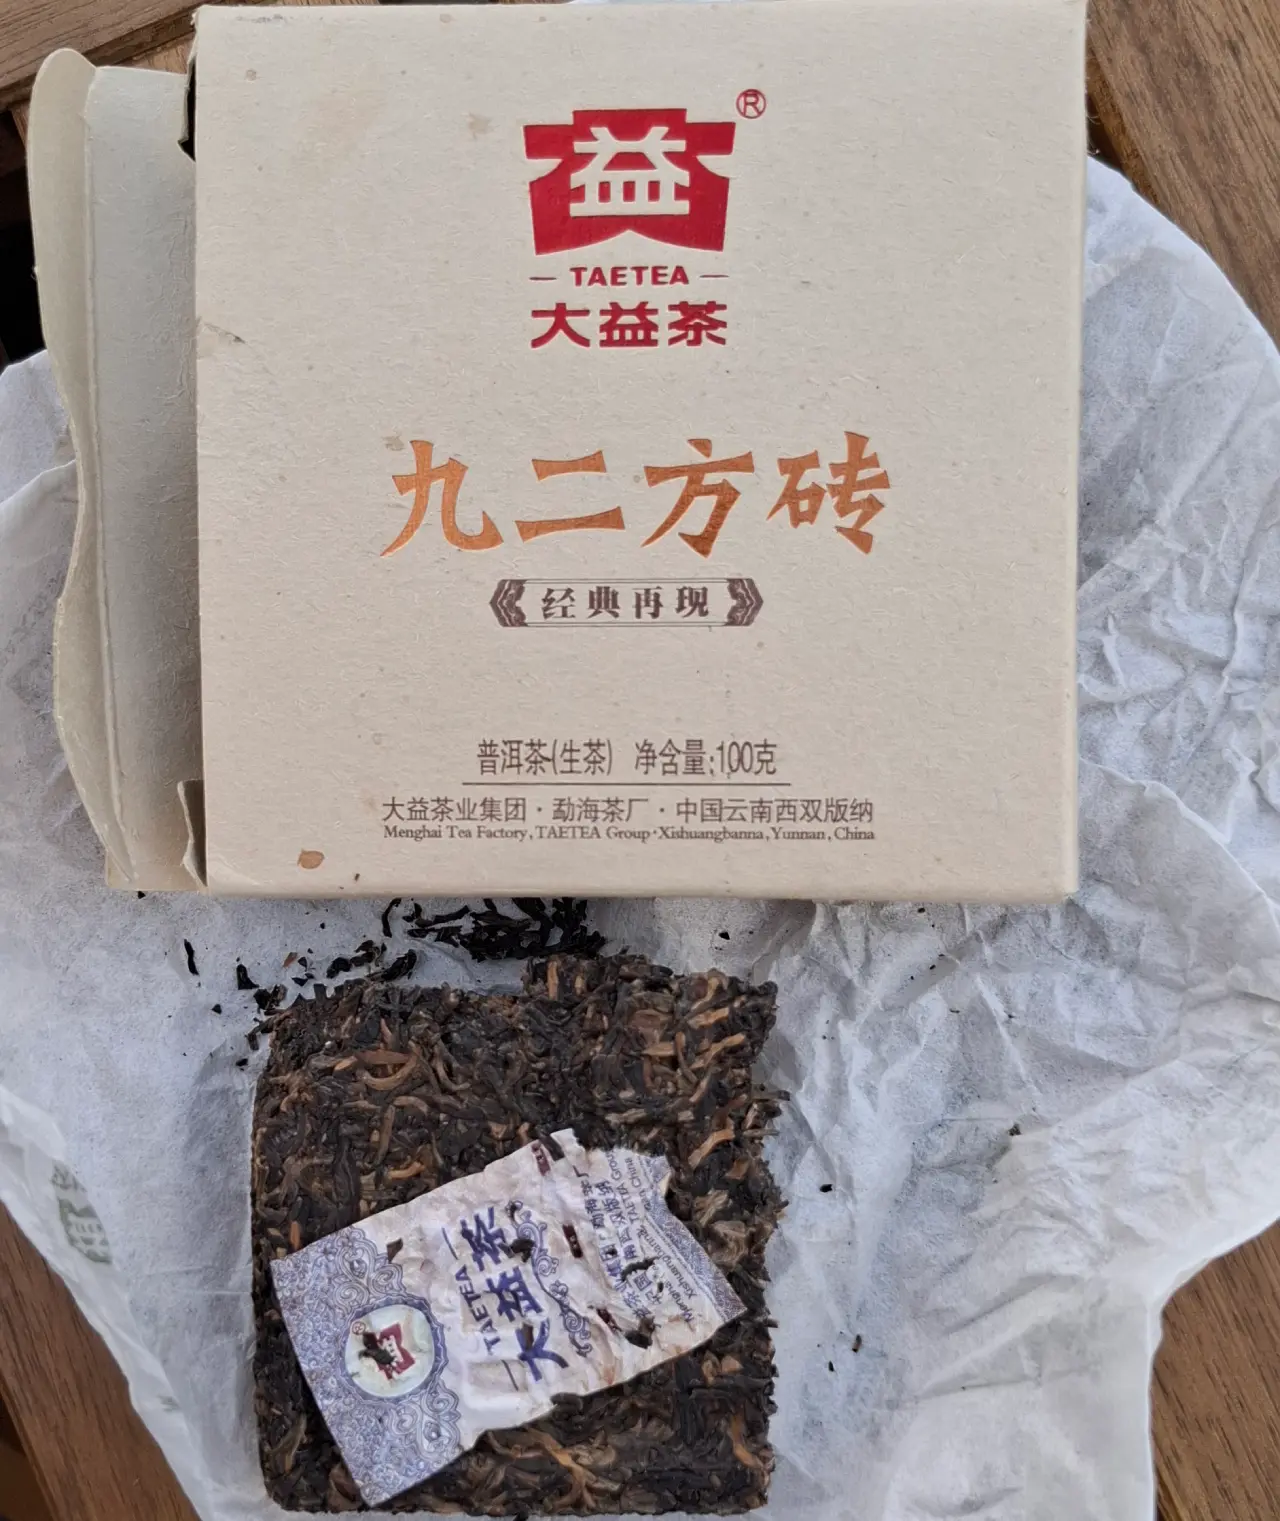 益®
TAETEA
大益茶
九二方砖
经典再现
普洱茶(生茶) 净含量:100克
大益茶业集团·勐海茶厂·中国云南西双版纳
Menghai Tea Factory,TAETEA Group·Xishuangbanna,Yunnan,China
益®
TAETEA
大益茶